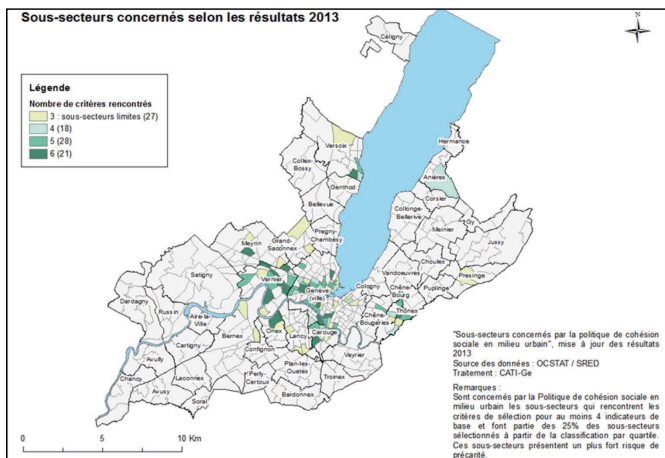 Sous-secteurs concernés selon les résultats 2013
N
Légende
Nombre de critères rencontrés
3 : sous-secteurs limites (27)
4 (18)
5 (28)
6 (21)
Céligny
Versoix
Collex-
Bossy
Hermance
Anières
Genthod
Corsier
Bellevue
Collonge-
Bellerive
Gy
Meinier
Pregny-
Chambésy
Jussy
Grand-
Saconnex
Meyrin
Choulex
Vandoeuvres
Presinge
Satigny
Vernier
Cologny
Genève
(ville)
Chêne-
Bourg
Puplinge
Dardagny
Russin
Aire-la-
Ville
Thônex
Chêne-
Bougeries
Bernex
Onex
Lancy
Carouge
Cartigny
Confignon
Veyrier
Avully
Plan-les-
Ouates
Chancy
Laconnex
Perly-
Certoux
Troinex
Avusy
Soral
Bardonnex
0 5 10 Km
"Sous-secteurs concernés par la politique de cohésion
sociale en milieu urbain", mise à jour des résultats
2013
Source des données : OCSTAT / SRED
Traitement : CATI-Ge
Remarques :
Sont concernés par la Politique de cohésion sociale en
milieu urbain les sous-secteurs qui rencontrent les
critères de sélection pour au moins 4 indicateurs de
base et font partie des 25% des sous-secteurs
sélectionnés à partir de la classification par quartile.
Ces sous-secteurs présentent un plus fort risque de
précarité.